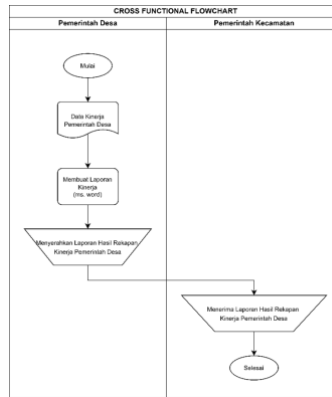 CROSS FUNCTIONAL FLOWCHART
Pemerintah Desa
Pemerintah Kecamatan
Mulai
Data Kinerja
Pemerintah Desa
Membuat Laporan
Kinerja
(ms. word)
Menyerahkan Laporan Hasil Rekapan
Kinerja Pemerintah Desa
Menerima Laporan Hasil Rekapan
Kinerja Pemerintah Desa
Selesai